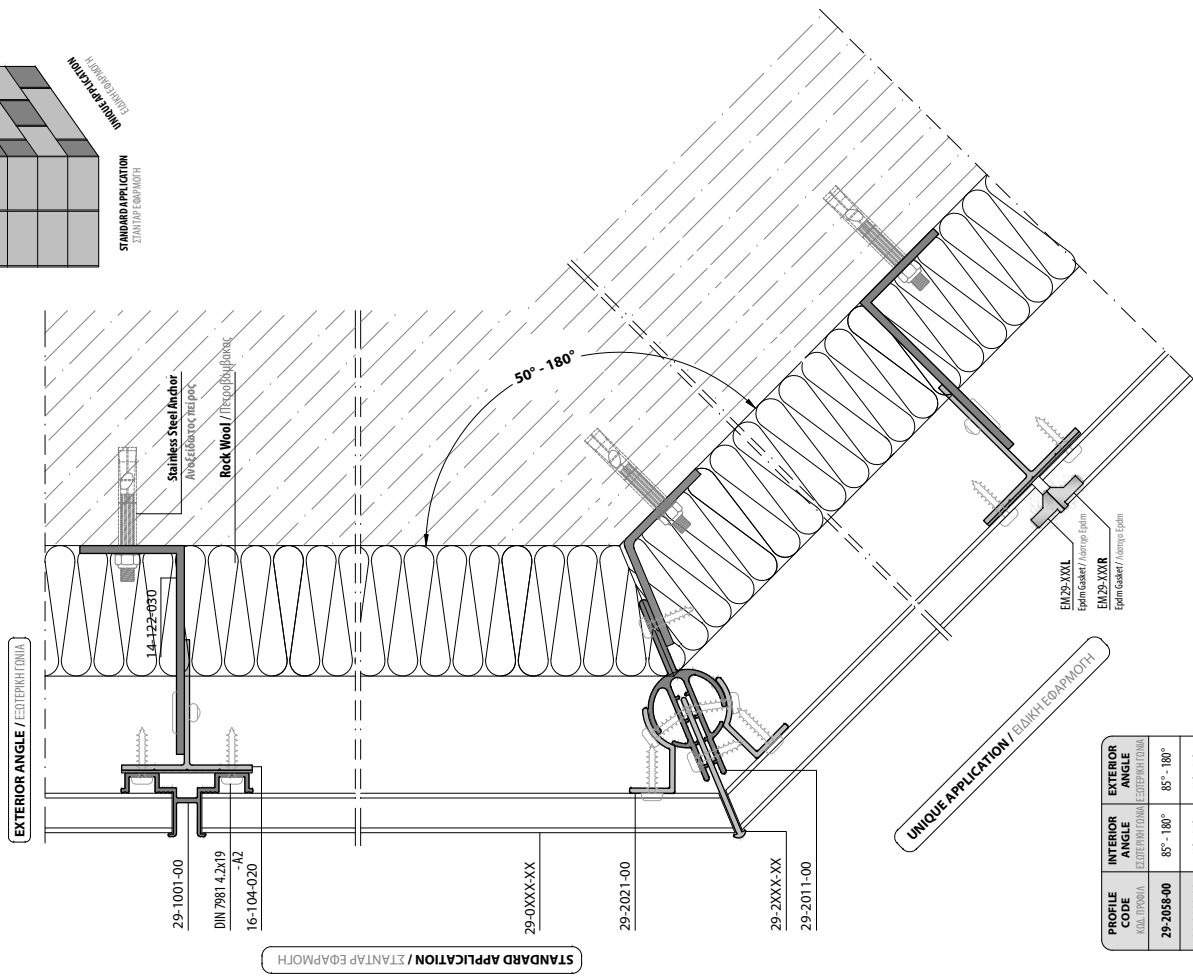 UNIQUE APPLICATION
ΕΙΔΙΚΗ ΕΦΑΡΜΟΓΗ
STANDARD APPLICATION
ΣΤΑΝΤΑΡ ΕΦΑΡΜΟΓΗ
EXTERIOR ANGLE / ΕΞΩΤΕΡΙΚΗ ΓΩΝΙΑ
Stainless Steel Anchor
Ανοξείδωτος πείρος
Rock Wool / Πετροβάμβακας
14-122-030
50° - 180°
29-1001-00
DIN 7981 4.2x19
- A2
16-104-020
29-0XXX-XX
29-2021-00
29-2XXX-XX
29-2011-00
STANDARD APPLICATION / ΣΤΑΝΤΑΡ ΕΦΑΡΜΟΓΗ
EM29-XXXL
Epdm Gasket / Λάστιχο Epdm
EM29-XXXR
Epdm Gasket / Λάστιχο Epdm
UNIQUE APPLICATION / ΕΙΔΙΚΗ ΕΦΑΡΜΟΓΗ
PROFILE CODE
ΚΩΔ. ΠΡΟΦΙΛ
INTERIOR ANGLE
ΕΣΩΤΕΡΙΚΗ ΓΩΝΙΑ
EXTERIOR ANGLE
ΕΞΩΤΕΡΙΚΗ ΓΩΝΙΑ
29-2058-00
85° - 180°
85° - 180°